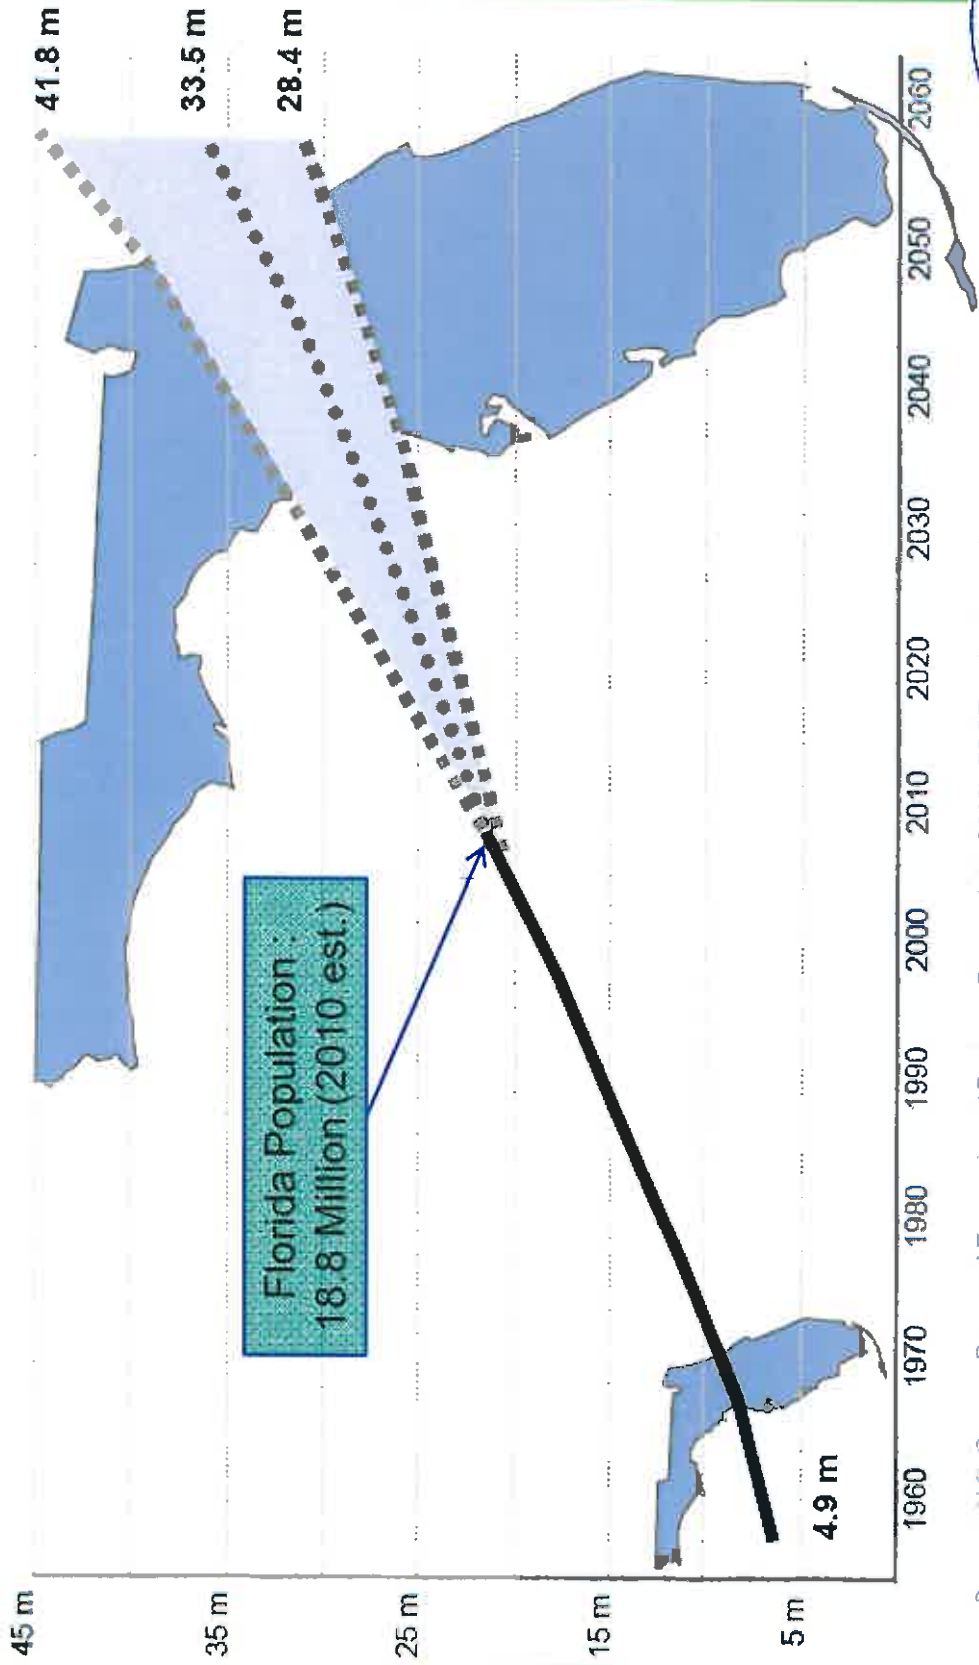 45 m
35 m
25 m
15 m
5 m
41.8 m
33.5 m
28.4 m
Florida Population :
18.8 Million (2010 est.)
4.9 m
1960
1970
1980
1990
2000
2010
2020
2030
2040
2050
2060